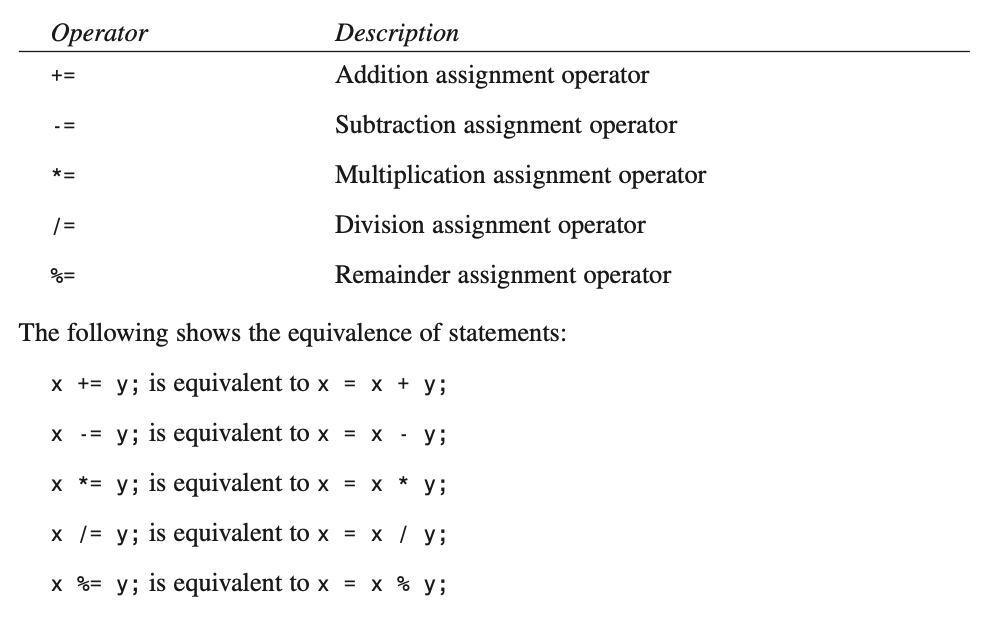 Operator Description
+= Addition assignment operator
-= Subtraction assignment operator
*= Multiplication assignment operator
/= Division assignment operator
%= Remainder assignment operator
The following shows the equivalence of statements:
x += y; is equivalent to x = x + y;
x -= y; is equivalent to x = x - y;
x *= y; is equivalent to x = x * y;
x /= y; is equivalent to x = x / y;
x %= y; is equivalent to x = x % y;